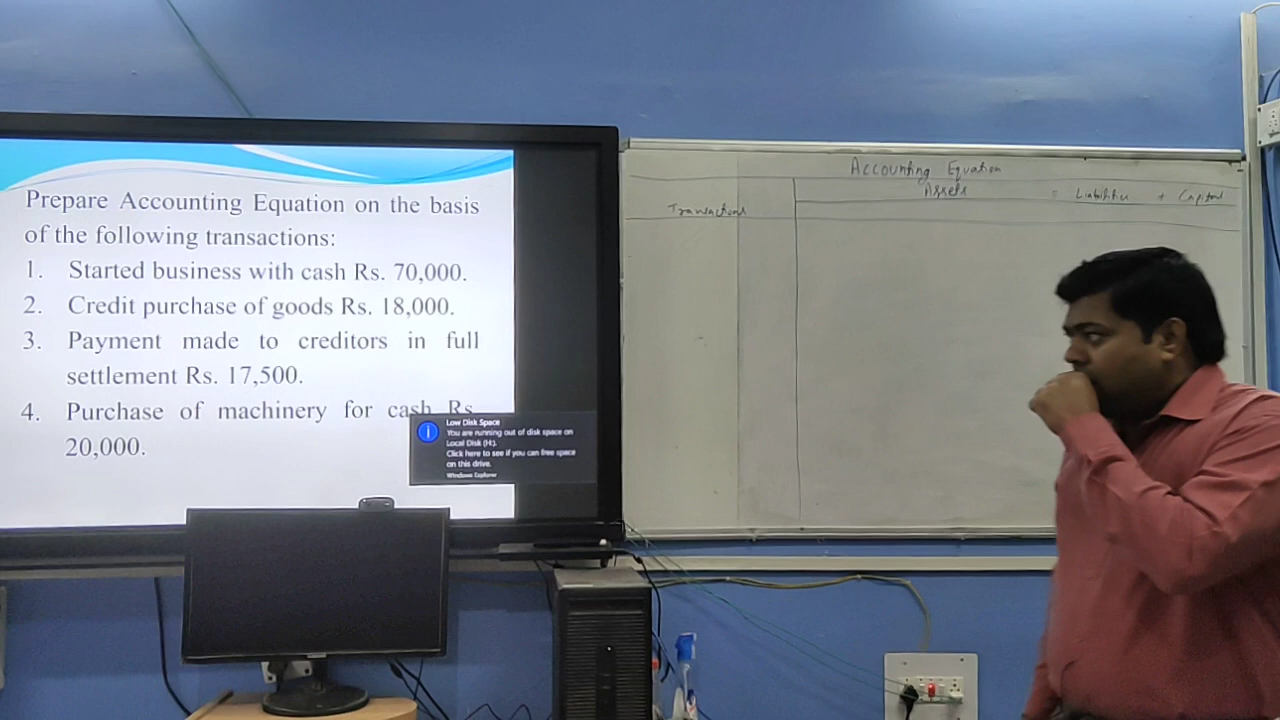 Prepare Accounting Equation on the basis
of the following transactions:
1. Started business with cash Rs. 70,000.
2. Credit purchase of goods Rs. 18,000.
3. Payment made to creditors in full
settlement Rs. 17,500.
4. Purchase of machinery for cash Rs
20,000.
Low Disk Space
You are running out of disk space on
Local Disk (H:).
Click here to see if you can free space
on this drive.
Windows Explorer
Accounting Equation
Transactions Assets = Liabilities + Capital